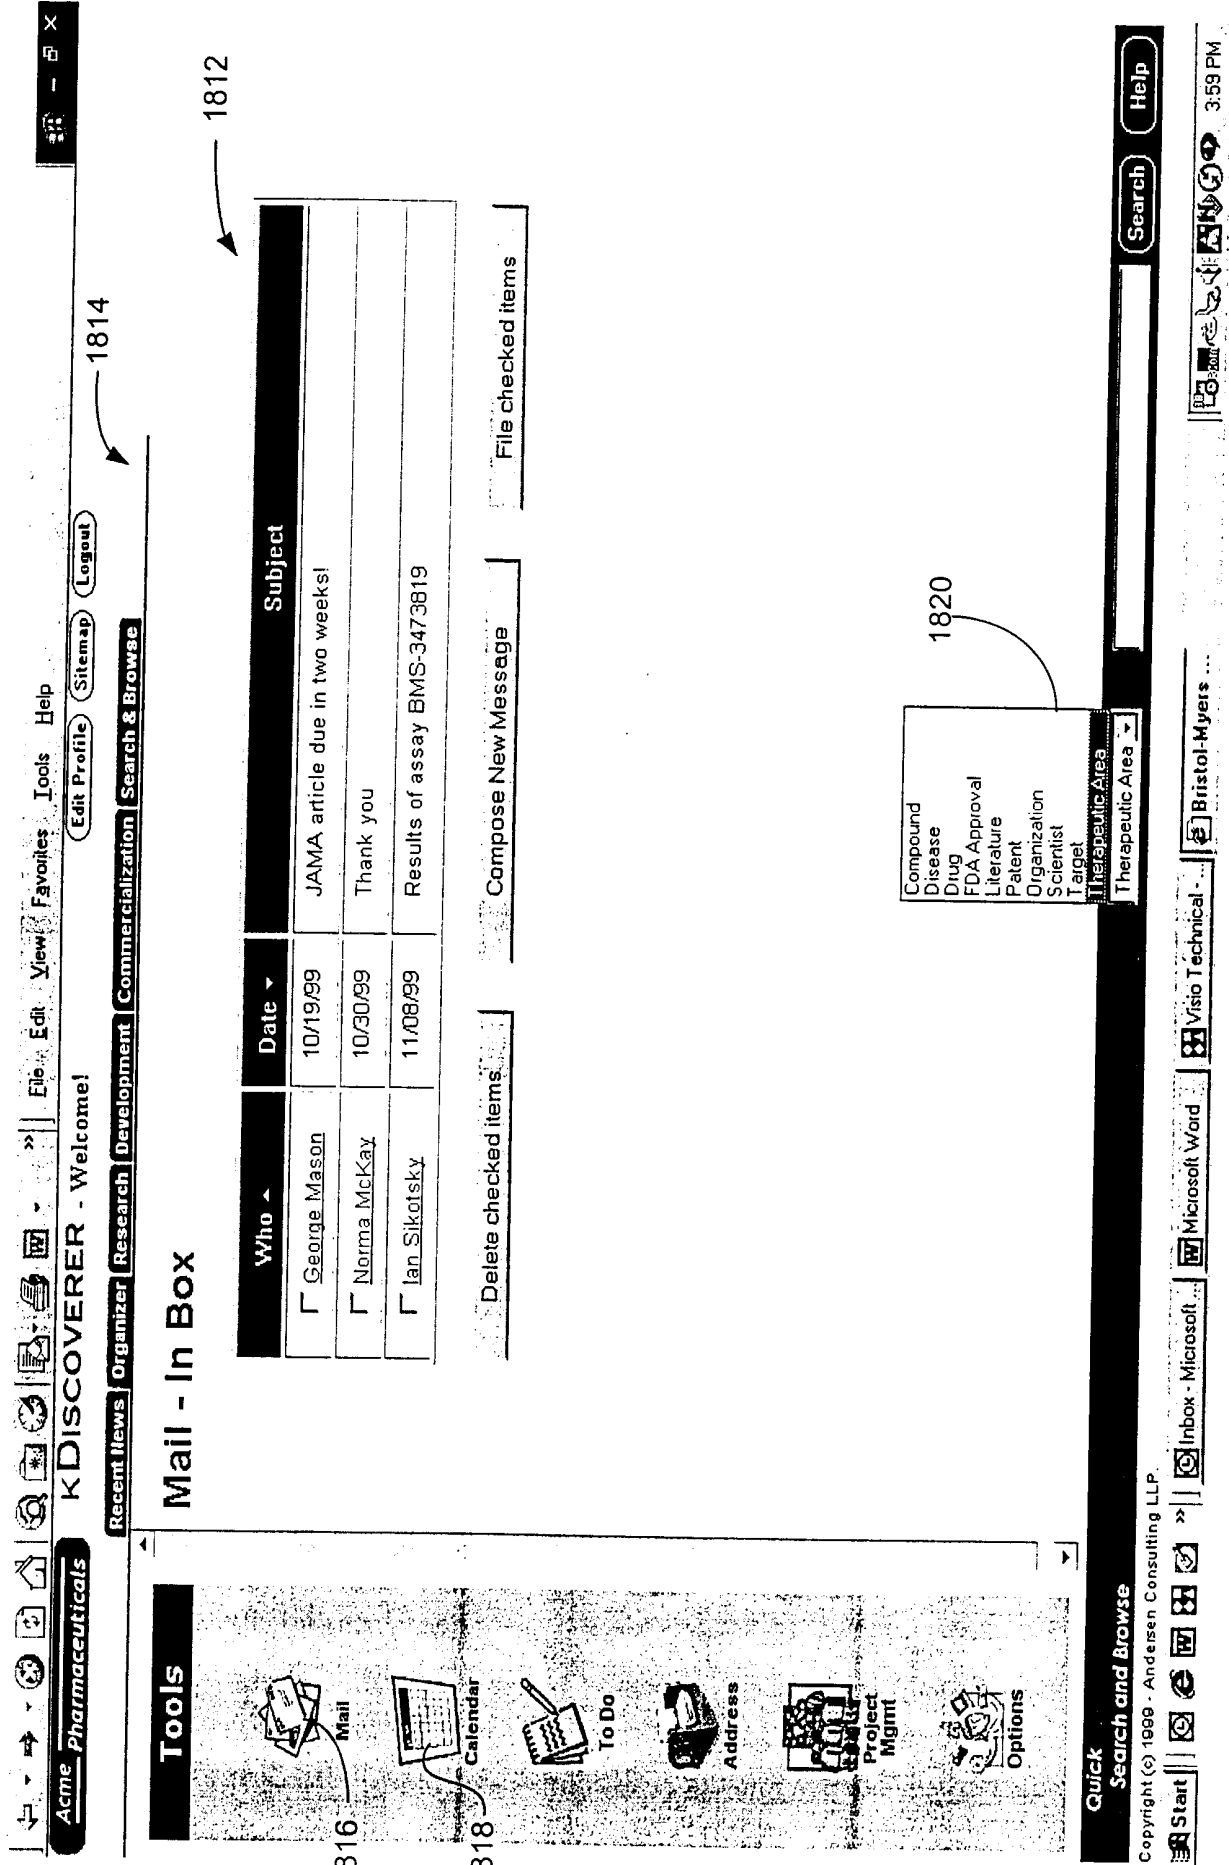 File Edit View Favorites Tools Help
Acme Pharmaceuticals
KDISCOVERER - Welcome!
Edit Profile Sitemap Logout
1814
Recent News Organizer Research Development Commercialization Search & Browse
Tools
Mail - In Box
1812
Who Date Subject
George Mason 10/19/99 JAMA article due in two weeks!
Norma McKay 10/30/99 Thank you
Ian Sikotsky 11/08/99 Results of assay BMS-3473819
Delete checked items Compose New Message File checked items
Mail
816
Calendar
818
To Do
Address
Project Mgmt
Options
1820
Compound
Disease
Drug
FDA Approval
Literature
Patent
Organization
Scientist
Target
Therapeutic Area
Therapeutic Area
Quick
Search and Browse
Search Help
Copyright (c) 1999 - Andersen Consulting LLP.
Start Inbox - Microsoft ... Microsoft Word Visio Technical - ... Bristol-Myers ... 3:59 PM